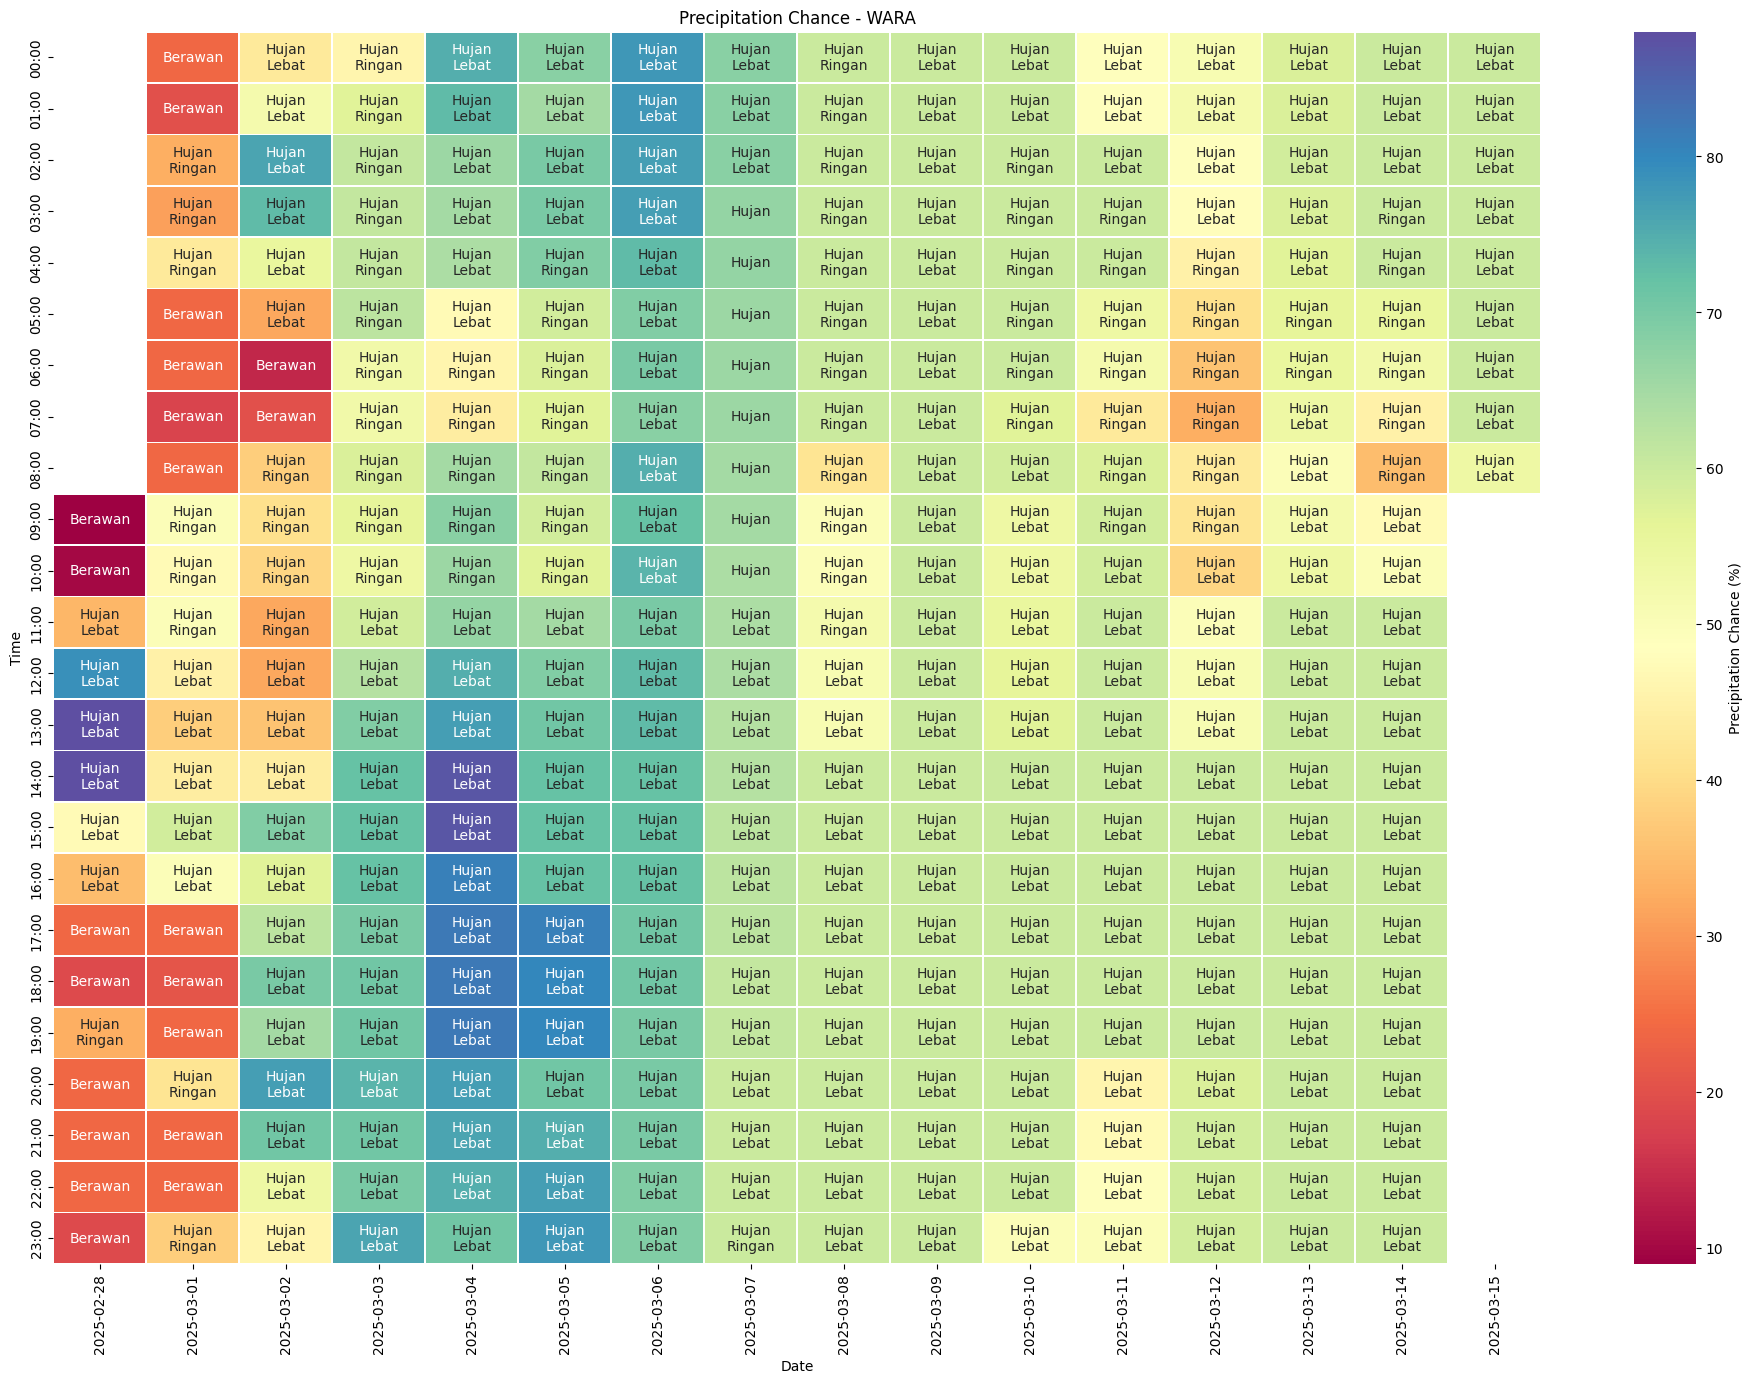 Precipitation Chance - WARA
00:00 Berawan Hujan Lebat Hujan Ringan Hujan Lebat Hujan Lebat Hujan Lebat Hujan Lebat Hujan Ringan Hujan Lebat Hujan Lebat Hujan Lebat Hujan Lebat Hujan Lebat Hujan Lebat Hujan Lebat
01:00 Berawan Hujan Lebat Hujan Ringan Hujan Lebat Hujan Lebat Hujan Lebat Hujan Lebat Hujan Ringan Hujan Lebat Hujan Lebat Hujan Lebat Hujan Lebat Hujan Lebat Hujan Lebat Hujan Lebat
02:00 Hujan Ringan Hujan Lebat Hujan Ringan Hujan Lebat Hujan Lebat Hujan Lebat Hujan Lebat Hujan Ringan Hujan Lebat Hujan Ringan Hujan Lebat Hujan Lebat Hujan Lebat Hujan Lebat Hujan Lebat
03:00 Hujan Ringan Hujan Lebat Hujan Ringan Hujan Lebat Hujan Lebat Hujan Lebat Hujan Hujan Ringan Hujan Lebat Hujan Ringan Hujan Ringan Hujan Lebat Hujan Lebat Hujan Ringan Hujan Lebat
04:00 Hujan Ringan Hujan Lebat Hujan Ringan Hujan Lebat Hujan Ringan Hujan Lebat Hujan Hujan Ringan Hujan Lebat Hujan Ringan Hujan Ringan Hujan Ringan Hujan Lebat Hujan Ringan Hujan Lebat
05:00 Berawan Hujan Lebat Hujan Ringan Hujan Lebat Hujan Ringan Hujan Lebat Hujan Hujan Ringan Hujan Lebat Hujan Ringan Hujan Ringan Hujan Ringan Hujan Ringan Hujan Ringan Hujan Lebat
06:00 Berawan Berawan Hujan Ringan Hujan Ringan Hujan Ringan Hujan Lebat Hujan Hujan Ringan Hujan Lebat Hujan Ringan Hujan Ringan Hujan Ringan Hujan Ringan Hujan Ringan Hujan Lebat
07:00 Berawan Berawan Hujan Ringan Hujan Ringan Hujan Ringan Hujan Lebat Hujan Hujan Ringan Hujan Lebat Hujan Ringan Hujan Ringan Hujan Ringan Hujan Lebat Hujan Ringan Hujan Lebat
08:00 Berawan Hujan Ringan Hujan Ringan Hujan Ringan Hujan Ringan Hujan Lebat Hujan Hujan Ringan Hujan Lebat Hujan Lebat Hujan Ringan Hujan Ringan Hujan Lebat Hujan Ringan Hujan Lebat
09:00 Berawan Hujan Ringan Hujan Ringan Hujan Ringan Hujan Ringan Hujan Ringan Hujan Lebat Hujan Hujan Ringan Hujan Lebat Hujan Lebat Hujan Ringan Hujan Ringan Hujan Lebat Hujan Lebat
10:00 Berawan Hujan Ringan Hujan Ringan Hujan Ringan Hujan Ringan Hujan Ringan Hujan Lebat Hujan Hujan Ringan Hujan Lebat Hujan Lebat Hujan Lebat Hujan Lebat Hujan Lebat Hujan Lebat
11:00 Hujan Lebat Hujan Ringan Hujan Ringan Hujan Lebat Hujan Lebat Hujan Lebat Hujan Lebat Hujan Lebat Hujan Ringan Hujan Lebat Hujan Lebat Hujan Lebat Hujan Lebat Hujan Lebat Hujan Lebat
12:00 Hujan Lebat Hujan Lebat Hujan Lebat Hujan Lebat Hujan Lebat Hujan Lebat Hujan Lebat Hujan Lebat Hujan Lebat Hujan Lebat Hujan Lebat Hujan Lebat Hujan Lebat Hujan Lebat Hujan Lebat
13:00 Hujan Lebat Hujan Lebat Hujan Lebat Hujan Lebat Hujan Lebat Hujan Lebat Hujan Lebat Hujan Lebat Hujan Lebat Hujan Lebat Hujan Lebat Hujan Lebat Hujan Lebat Hujan Lebat Hujan Lebat
14:00 Hujan Lebat Hujan Lebat Hujan Lebat Hujan Lebat Hujan Lebat Hujan Lebat Hujan Lebat Hujan Lebat Hujan Lebat Hujan Lebat Hujan Lebat Hujan Lebat Hujan Lebat Hujan Lebat Hujan Lebat
15:00 Hujan Lebat Hujan Lebat Hujan Lebat Hujan Lebat Hujan Lebat Hujan Lebat Hujan Lebat Hujan Lebat Hujan Lebat Hujan Lebat Hujan Lebat Hujan Lebat Hujan Lebat Hujan Lebat Hujan Lebat
16:00 Hujan Lebat Hujan Lebat Hujan Lebat Hujan Lebat Hujan Lebat Hujan Lebat Hujan Lebat Hujan Lebat Hujan Lebat Hujan Lebat Hujan Lebat Hujan Lebat Hujan Lebat Hujan Lebat Hujan Lebat
17:00 Berawan Berawan Hujan Lebat Hujan Lebat Hujan Lebat Hujan Lebat Hujan Lebat Hujan Lebat Hujan Lebat Hujan Lebat Hujan Lebat Hujan Lebat Hujan Lebat Hujan Lebat Hujan Lebat
18:00 Berawan Berawan Hujan Lebat Hujan Lebat Hujan Lebat Hujan Lebat Hujan Lebat Hujan Lebat Hujan Lebat Hujan Lebat Hujan Lebat Hujan Lebat Hujan Lebat Hujan Lebat Hujan Lebat
19:00 Hujan Ringan Berawan Hujan Lebat Hujan Lebat Hujan Lebat Hujan Lebat Hujan Lebat Hujan Lebat Hujan Lebat Hujan Lebat Hujan Lebat Hujan Lebat Hujan Lebat Hujan Lebat Hujan Lebat
20:00 Berawan Hujan Ringan Hujan Lebat Hujan Lebat Hujan Lebat Hujan Lebat Hujan Lebat Hujan Lebat Hujan Lebat Hujan Lebat Hujan Lebat Hujan Lebat Hujan Lebat Hujan Lebat Hujan Lebat
21:00 Berawan Berawan Hujan Lebat Hujan Lebat Hujan Lebat Hujan Lebat Hujan Lebat Hujan Lebat Hujan Lebat Hujan Lebat Hujan Lebat Hujan Lebat Hujan Lebat Hujan Lebat Hujan Lebat
22:00 Berawan Berawan Hujan Lebat Hujan Lebat Hujan Lebat Hujan Lebat Hujan Lebat Hujan Lebat Hujan Lebat Hujan Lebat Hujan Lebat Hujan Lebat Hujan Lebat Hujan Lebat Hujan Lebat
23:00 Berawan Hujan Ringan Hujan Lebat Hujan Lebat Hujan Lebat Hujan Lebat Hujan Lebat Hujan Ringan Hujan Lebat Hujan Lebat Hujan Lebat Hujan Lebat Hujan Lebat Hujan Lebat Hujan Lebat
Time
2025-02-28 2025-03-01 2025-03-02 2025-03-03 2025-03-04 2025-03-05 2025-03-06 2025-03-07 2025-03-08 2025-03-09 2025-03-10 2025-03-11 2025-03-12 2025-03-13 2025-03-14 2025-03-15
Date
80
70
60
50
40
30
20
10
Precipitation Chance (%)